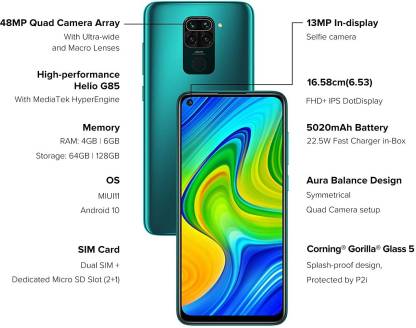 48MP Quad Camera Array
With Ultra-wide
and Macro Lenses
High-performance
Helio G85
With MediaTek HyperEngine
Memory
RAM: 4GB | 6GB
Storage: 64GB | 128GB
OS
MIUI11
Android 10
SIM Card
Dual SIM +
Dedicated Micro SD Slot (2+1)
13MP In-display
Selfie camera
16.58cm(6.53)
FHD+ IPS DotDisplay
5020mAh Battery
22.5W Fast Charger in-Box
Aura Balance Design
Symmetrical
Quad Camera setup
Corning® Gorilla® Glass 5
Splash-proof design,
Protected by P2i